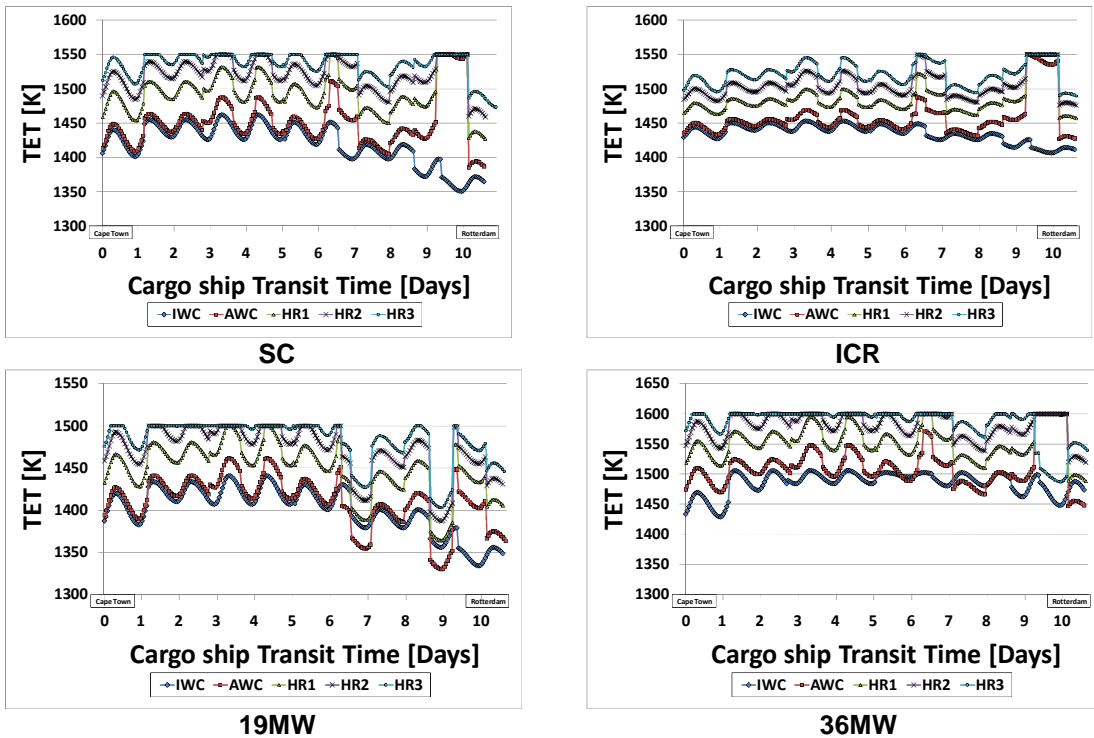 1600
1550
1500
1450
1400
1350
1300
TET [K]
Cape Town
Rotterdam
0 1 2 3 4 5 6 7 8 9 10
Cargo ship Transit Time [Days]
IWC AWC HR1 HR2 HR3
SC
1600
1550
1500
1450
1400
1350
1300
TET [K]
Cape Town
Rotterdam
0 1 2 3 4 5 6 7 8 9 10
Cargo ship Transit Time [Days]
IWC AWC HR1 HR2 HR3
ICR
1550
1500
1450
1400
1350
1300
TET [K]
Cape Town
Rotterdam
0 1 2 3 4 5 6 7 8 9 10
Cargo ship Transit Time [Days]
IWC AWC HR1 HR2 HR3
19MW
1650
1600
1550
1500
1450
1400
1350
1300
TET [K]
Cape Town
Rotterdam
0 1 2 3 4 5 6 7 8 9 10
Cargo ship Transit Time [Days]
IWC AWC HR1 HR2 HR3
36MW